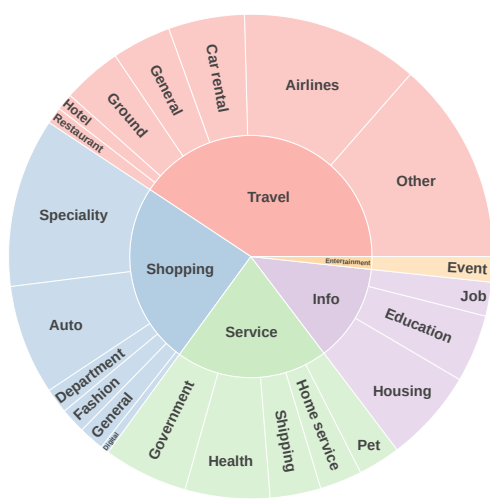 Car rental
General
Airlines
Ground
Hotel
Restaurant
Other
Travel
Speciality
Shopping
Entertainment
Event
Info
Job
Auto
Service
Education
Department
Fashion
General
Digital
Housing
Government
Health
Shipping
Home service
Pet